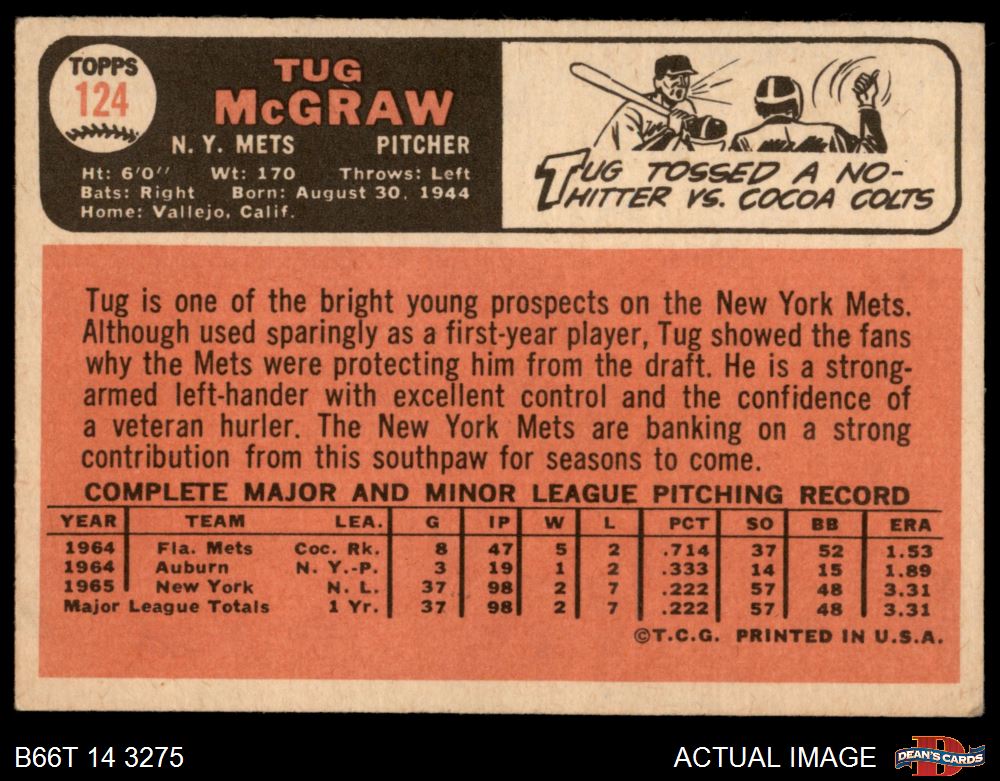 TOPPS
124
TUG
McGRAW
N. Y. METS PITCHER
Ht: 6'0" Wt: 170 Throws: Left
Bats: Right Born: August 30, 1944
Home: Vallejo, Calif.
TUG TOSSED A NO-
HITTER VS. COCOA COLTS
Tug is one of the bright young prospects on the New York Mets.
Although used sparingly as a first-year player, Tug showed the fans
why the Mets were protecting him from the draft. He is a strong-
armed left-hander with excellent control and the confidence of
a veteran hurler. The New York Mets are banking on a strong
contribution from this southpaw for seasons to come.
COMPLETE MAJOR AND MINOR LEAGUE PITCHING RECORD
YEAR TEAM LEA. G IP W L PCT SO BB ERA
1964 Fla. Mets Coc. Rk. 8 47 5 2 .714 37 52 1.53
1964 Auburn N. Y.-P. 3 19 1 2 .333 14 15 1.89
1965 New York N. L. 37 98 2 7 .222 57 48 3.31
Major League Totals 1 Yr. 37 98 2 7 .222 57 48 3.31
©T.C.G. PRINTED IN U.S.A.
B66T 14 3275 ACTUAL IMAGE DEAN'S CARDS